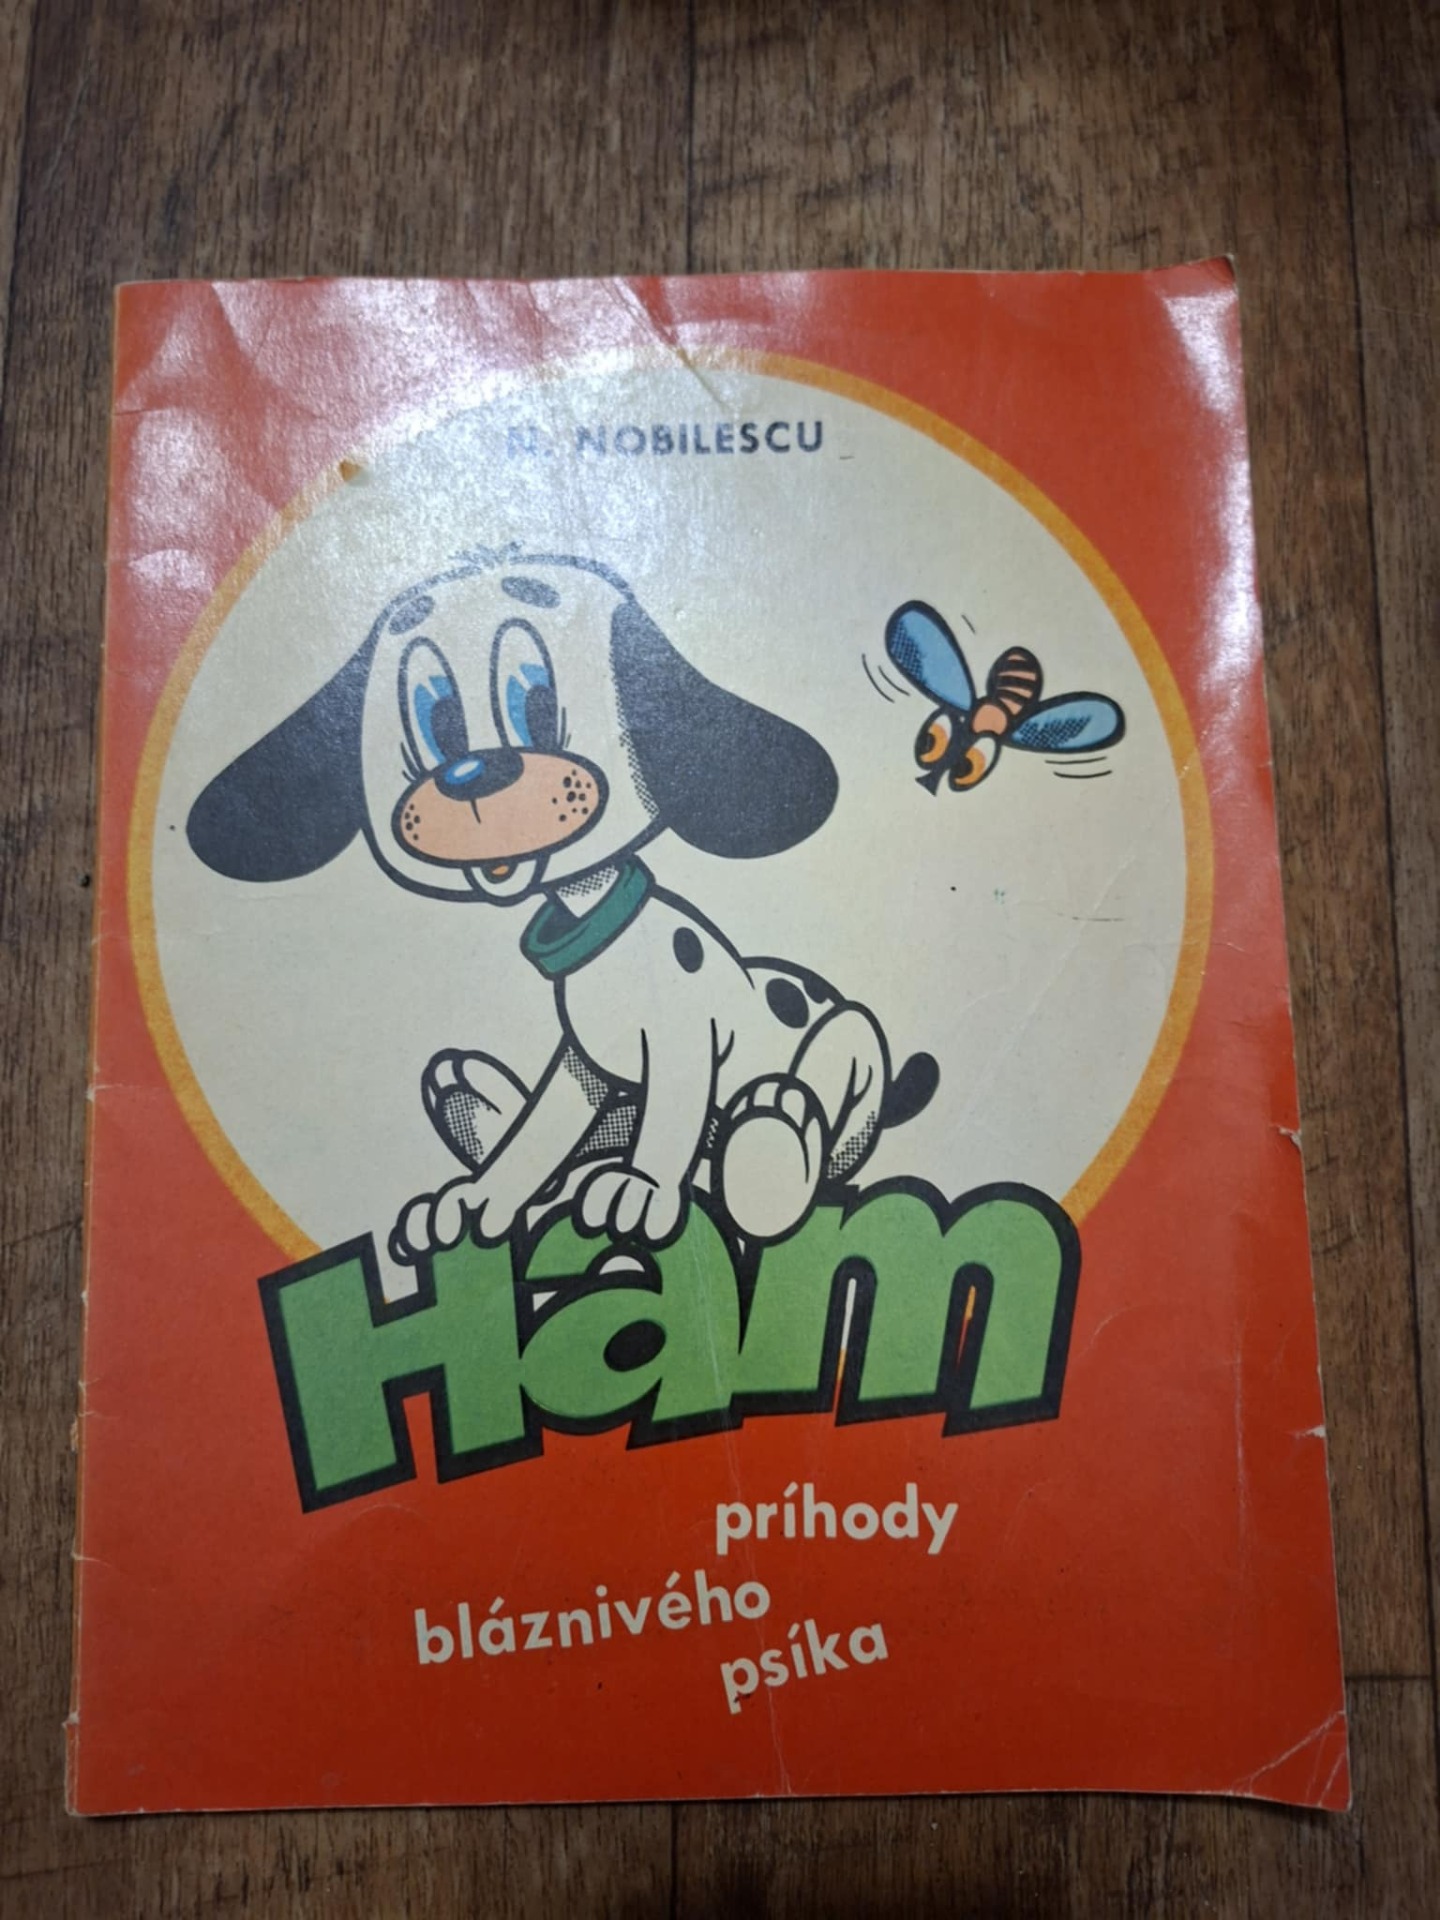 N. NOBILESCU
Ham
príhody
bláznivého
psíka